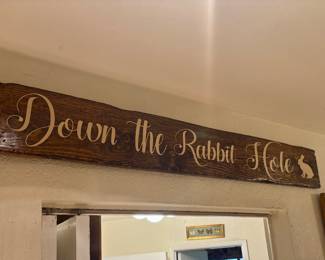 Down the Rabbit Hole